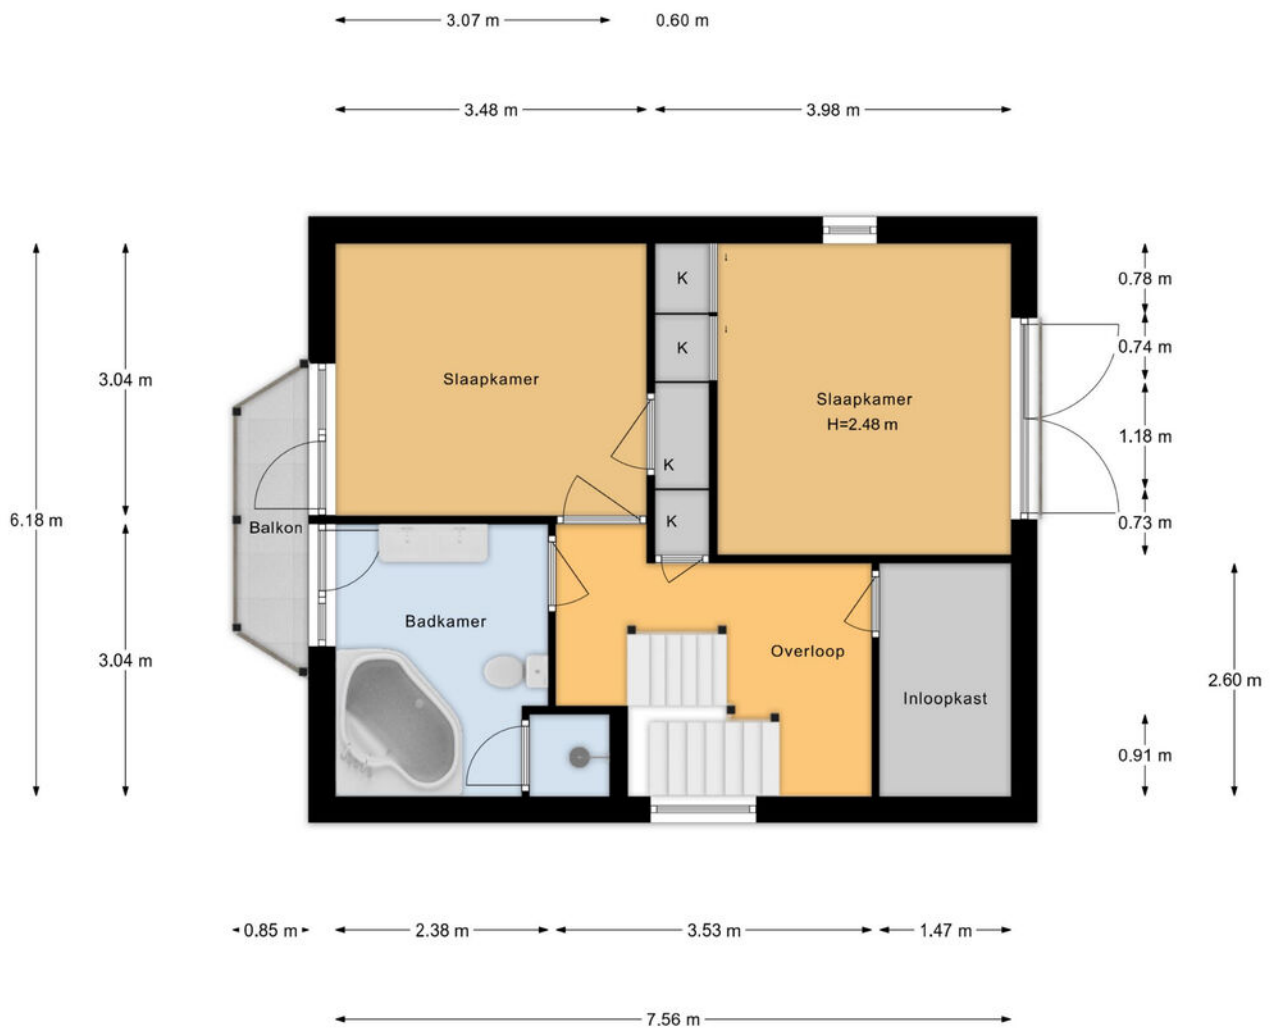 3.07 m
0.60 m
3.48 m
3.98 m
K
0.78 m
K
0.74 m
3.04 m
Slaapkamer
Slaapkamer
H=2.48 m
1.18 m
K
6.18 m
Balkon
K
0.73 m
Badkamer
Overloop
3.04 m
2.60 m
Inloopkast
0.91 m
0.85 m
2.38 m
3.53 m
1.47 m
7.56 m